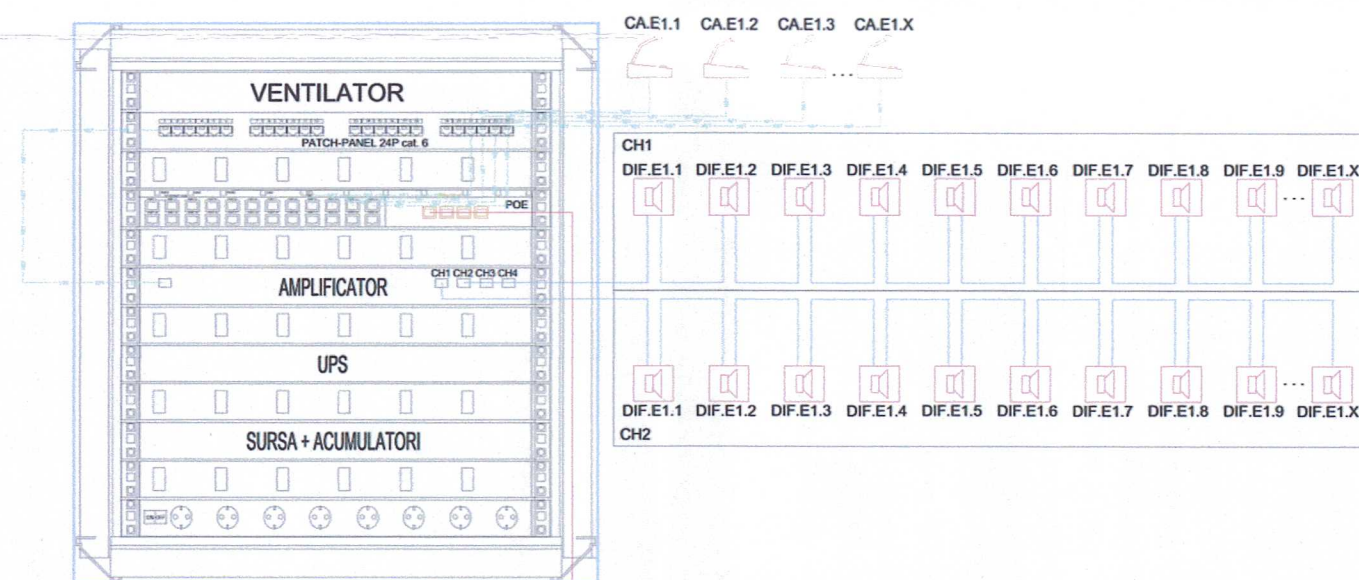 CA.E1.1 CA.E1.2 CA.E1.3 CA.E1.X
...
VENTILATOR
PATCH-PANEL 24P cat. 6
POE
CH1 CH2 CH3 CH4
AMPLIFICATOR
UPS
SURSA + ACUMULATORI
ON/OFF
CH1
DIF.E1.1 DIF.E1.2 DIF.E1.3 DIF.E1.4 DIF.E1.5 DIF.E1.6 DIF.E1.7 DIF.E1.8 DIF.E1.9 DIF.E1.X
...
...
DIF.E1.1 DIF.E1.2 DIF.E1.3 DIF.E1.4 DIF.E1.5 DIF.E1.6 DIF.E1.7 DIF.E1.8 DIF.E1.9 DIF.E1.X
CH2